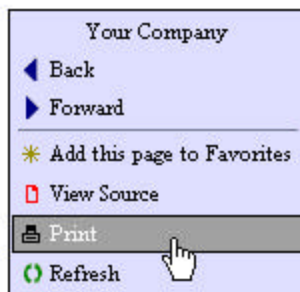 Your Company
Back
Forward
Add this page to Favorites
View Source
Print
Refresh